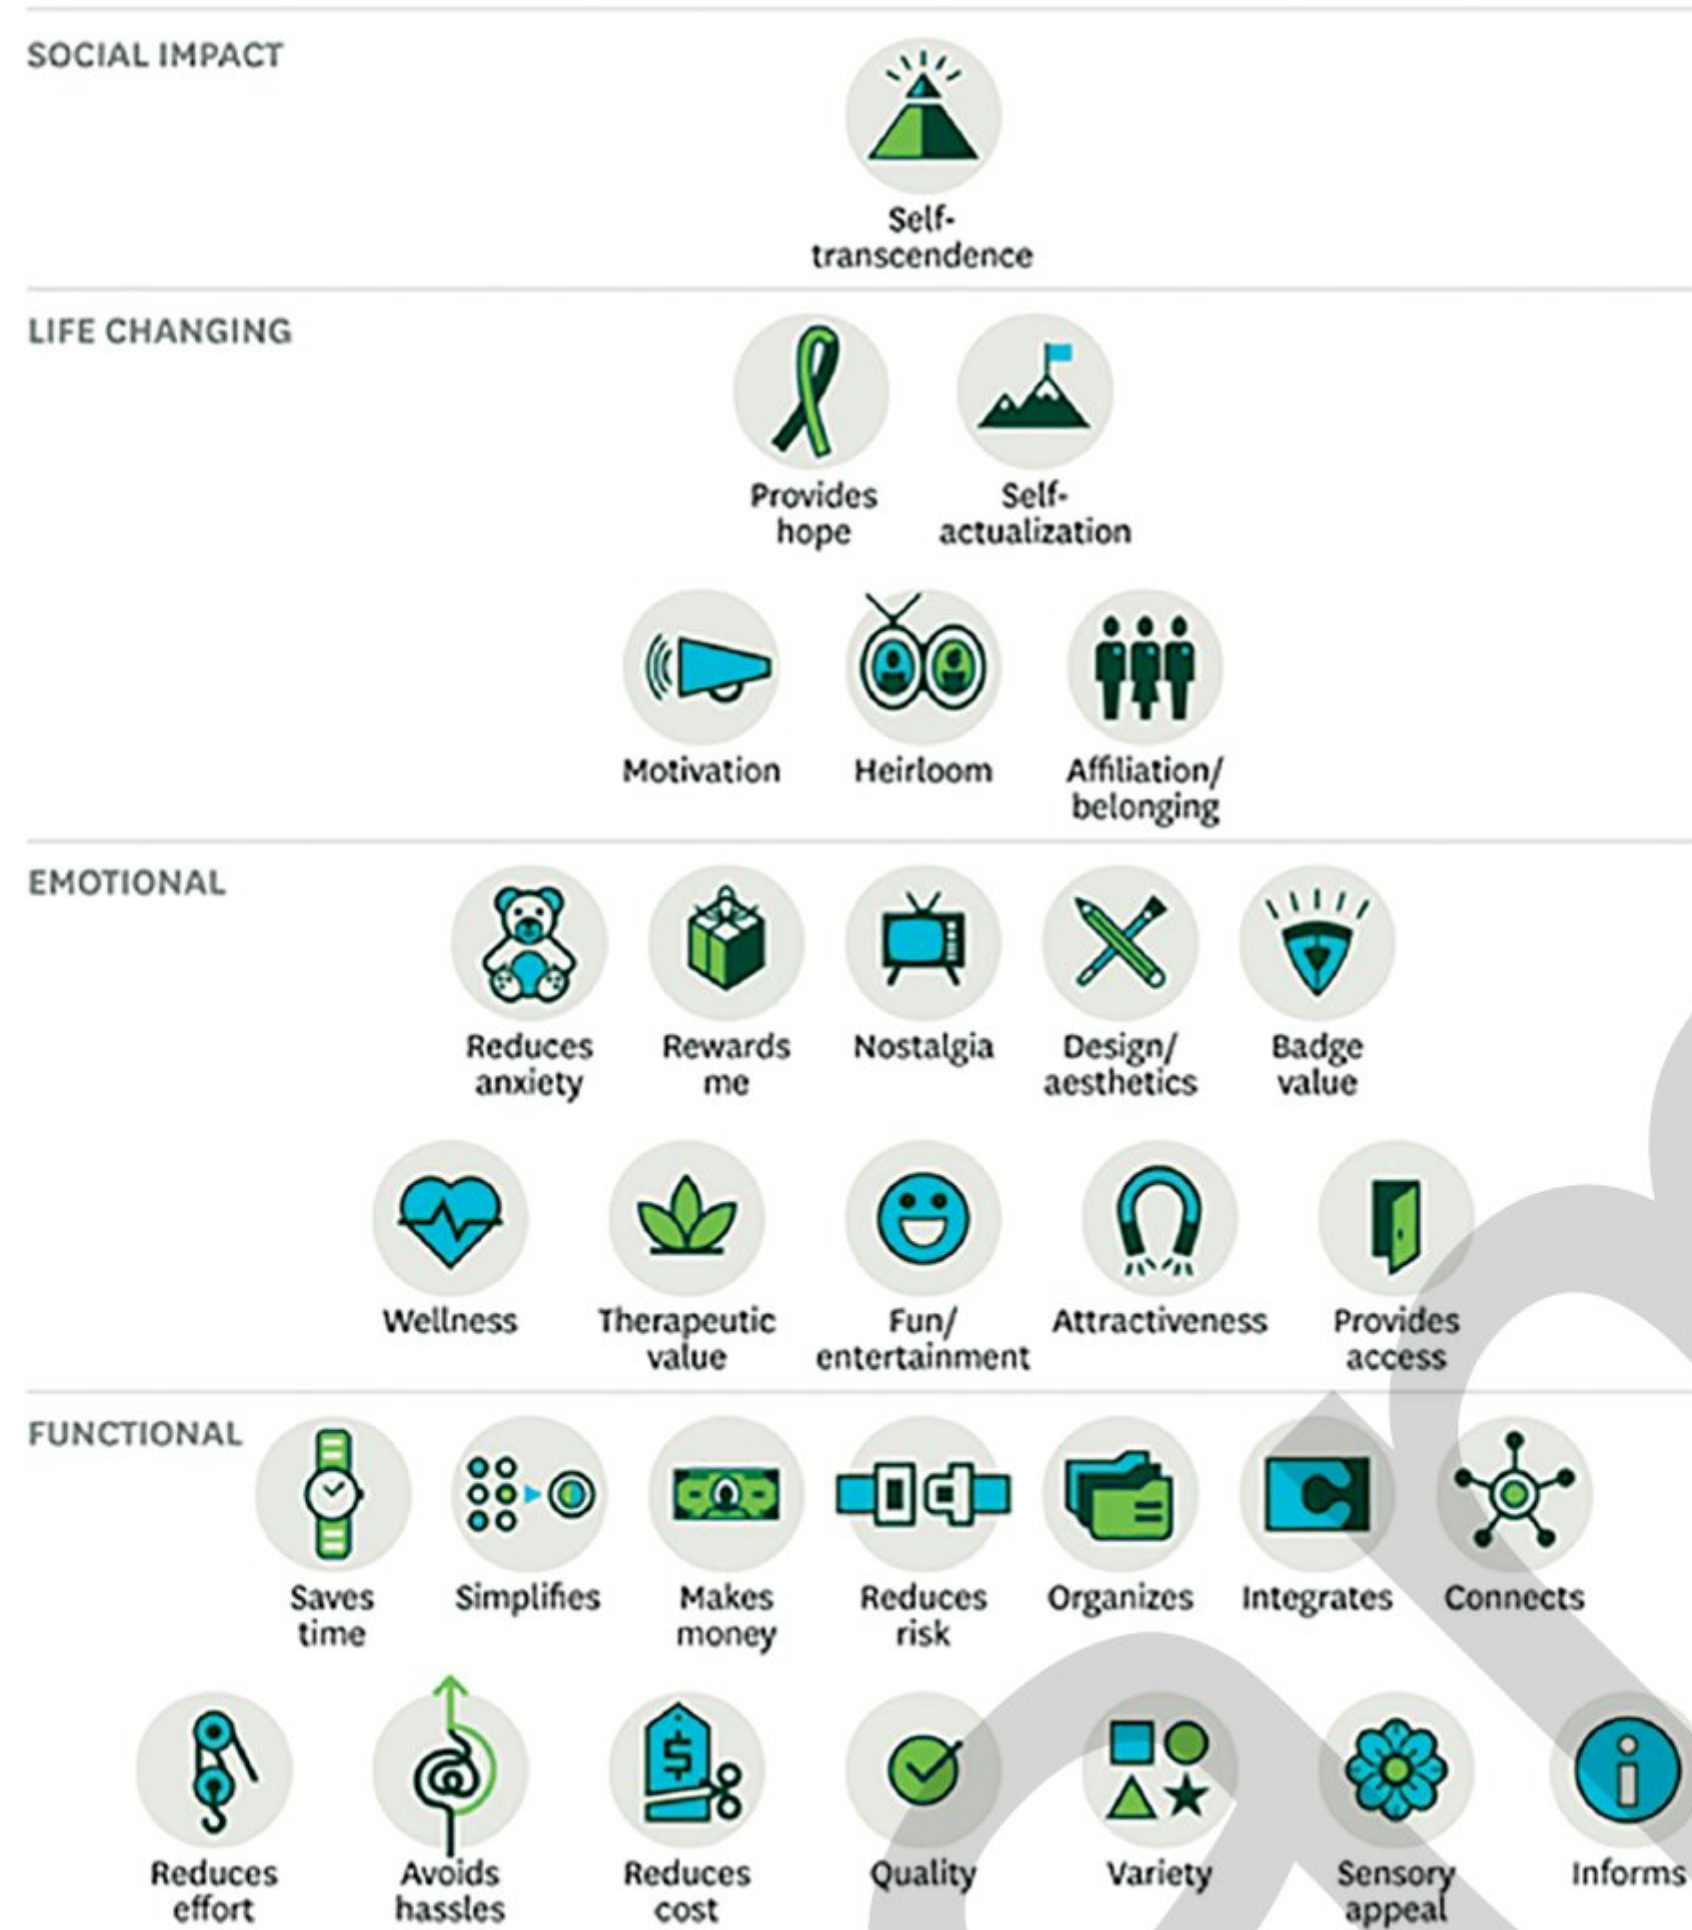 SOCIAL IMPACT
Self-
transcendence
LIFE CHANGING
Provides
hope
Self-
actualization
Motivation
Heirloom
Affiliation/
belonging
EMOTIONAL
Reduces
anxiety
Rewards
me
Nostalgia
Design/
aesthetics
Badge
value
Wellness
Therapeutic
value
Fun/
entertainment
Attractiveness
Provides
access
FUNCTIONAL
Saves
time
Simplifies
Makes
money
Reduces
risk
Organizes
Integrates
Connects
Reduces
effort
Avoids
hassles
$
Reduces
cost
Quality
Variety
Sensory
appeal
i
Informs